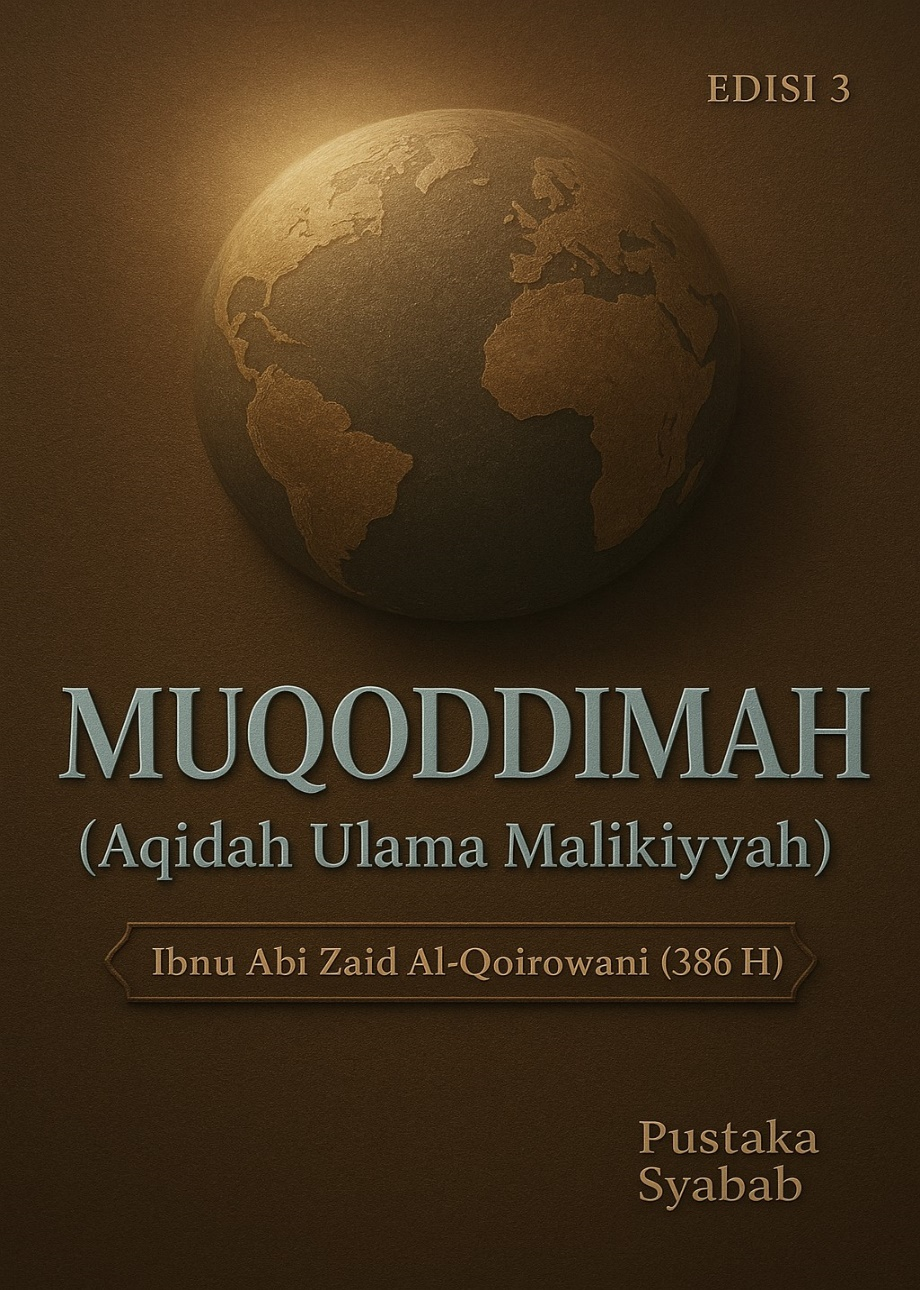 EDISI 3
MUQODDIMAH
(Aqidah Ulama Malikiyyah)
Ibnu Abi Zaid Al-Qoirowani (386 H)
Pustaka
Syabab